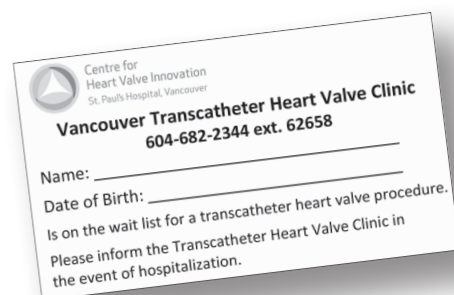 Centre for
Heart Valve Innovation
St. Paul's Hospital, Vancouver
Vancouver Transcatheter Heart Valve Clinic
604-682-2344 ext. 62658
Name:
Date of Birth:
Is on the wait list for a transcatheter heart valve procedure.
Please inform the Transcatheter Heart Valve Clinic in
the event of hospitalization.